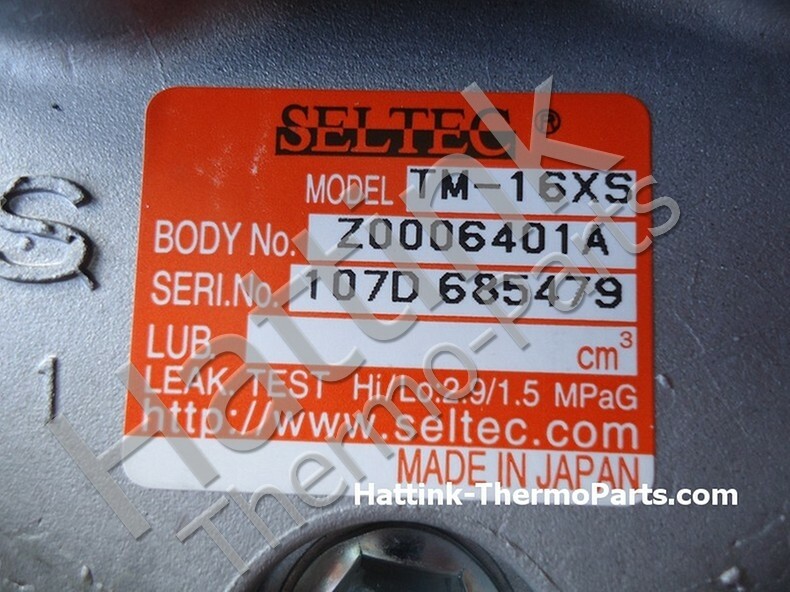 SELTEC ®
MODEL TM-16XS
BODY No. Z0006401A
SERI.No. 107D 685479
LUB. cm³
LEAK TEST Hi/Lo:2.9/1.5 MPaG
http://www.seltec.com
MADE IN JAPAN
Hattink-ThermoParts.com
Hattink
Thermo-parts
S
1